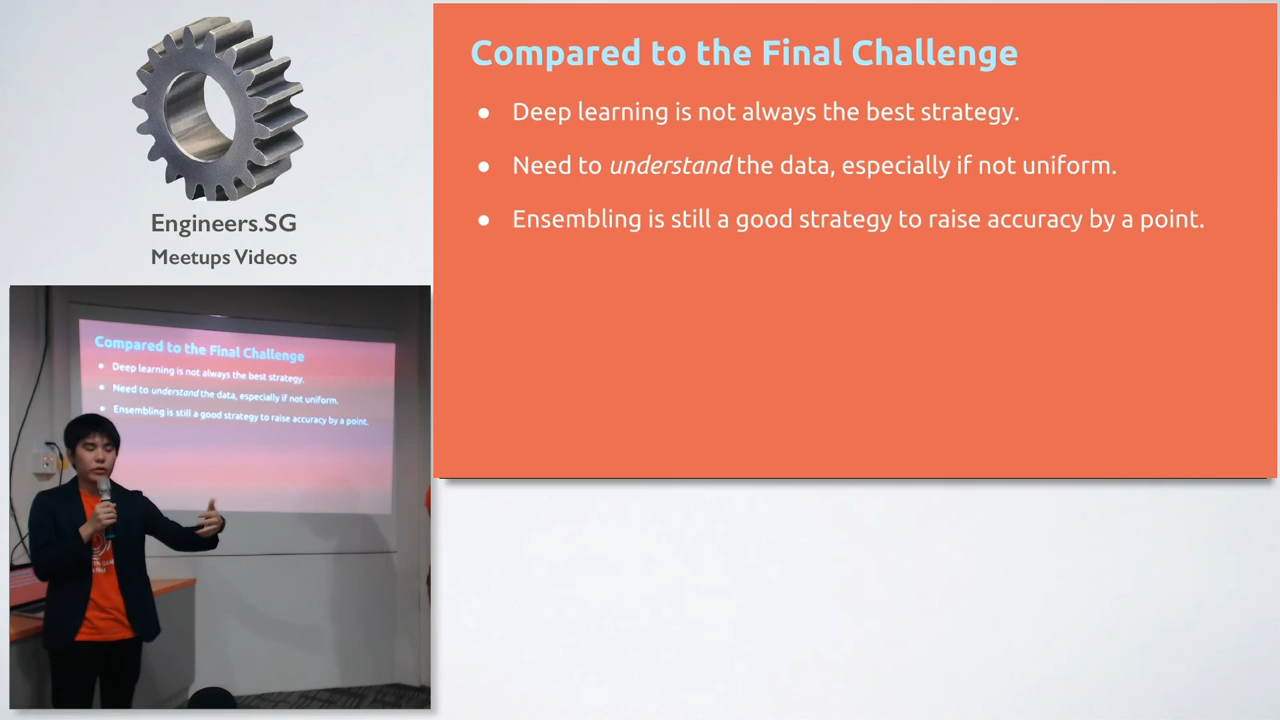 Engineers.SG
Meetups Videos
Compared to the Final Challenge
● Deep learning is not always the best strategy.
● Need to understand the data, especially if not uniform.
● Ensembling is still a good strategy to raise accuracy by a point.
Compared to the Final Challenge
● Deep learning is not always the best strategy.
● Need to understand the data, especially if not uniform.
● Ensembling is still a good strategy to raise accuracy by a point.